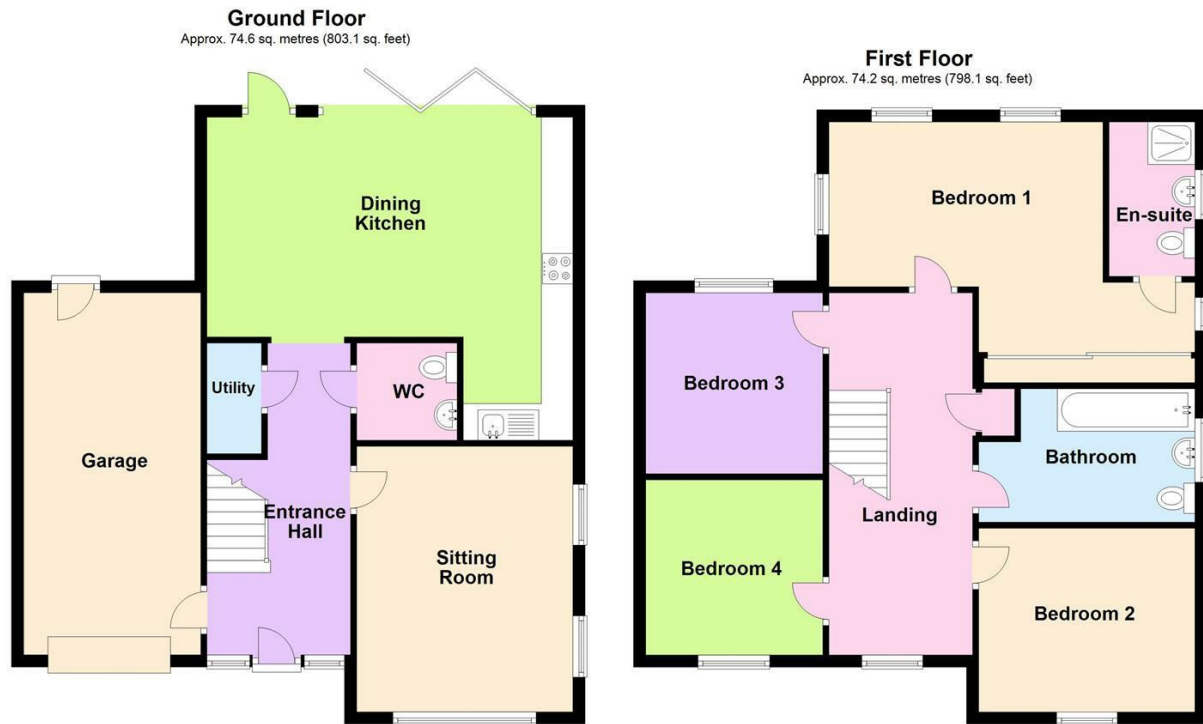 Ground Floor
Approx. 74.6 sq. metres (803.1 sq. feet)
Dining
Kitchen
Utility
WC
Garage
Entrance
Hall
Sitting
Room
First Floor
Approx. 74.2 sq. metres (798.1 sq. feet)
Bedroom 1
En-suite
Bedroom 3
Bathroom
Landing
Bedroom 4
Bedroom 2